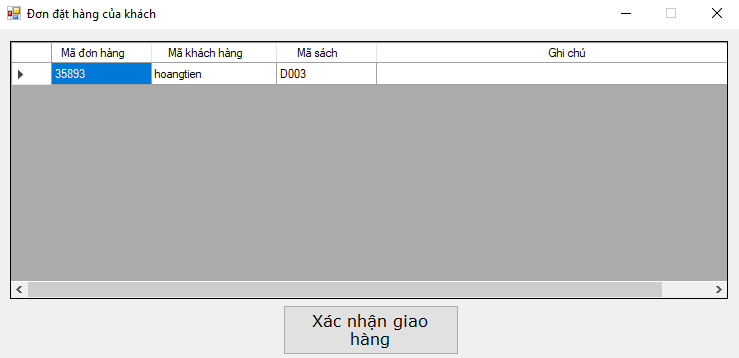 Đơn đặt hàng của khách
Mã đơn hàng Mã khách hàng Mã sách Ghi chú
35893 hoangtien D003
Xác nhận giao
hàng